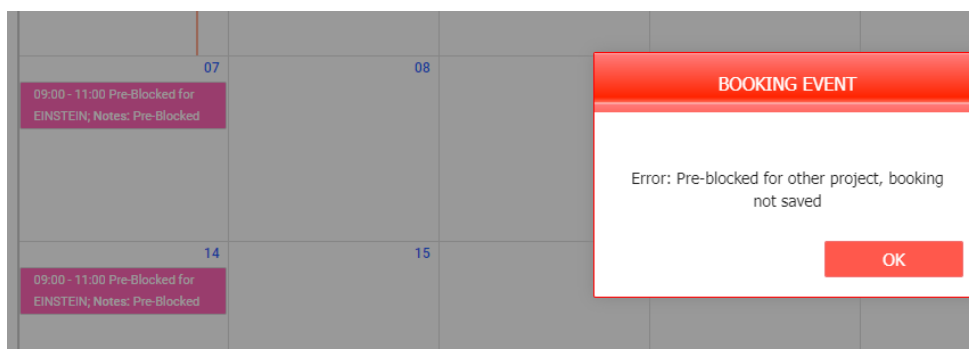 07
08
09:00 - 11:00 Pre-Blocked for
EINSTEIN; Notes: Pre-Blocked
BOOKING EVENT
Error: Pre-blocked for other project, booking
not saved
OK
14
15
09:00 - 11:00 Pre-Blocked for
EINSTEIN; Notes: Pre-Blocked